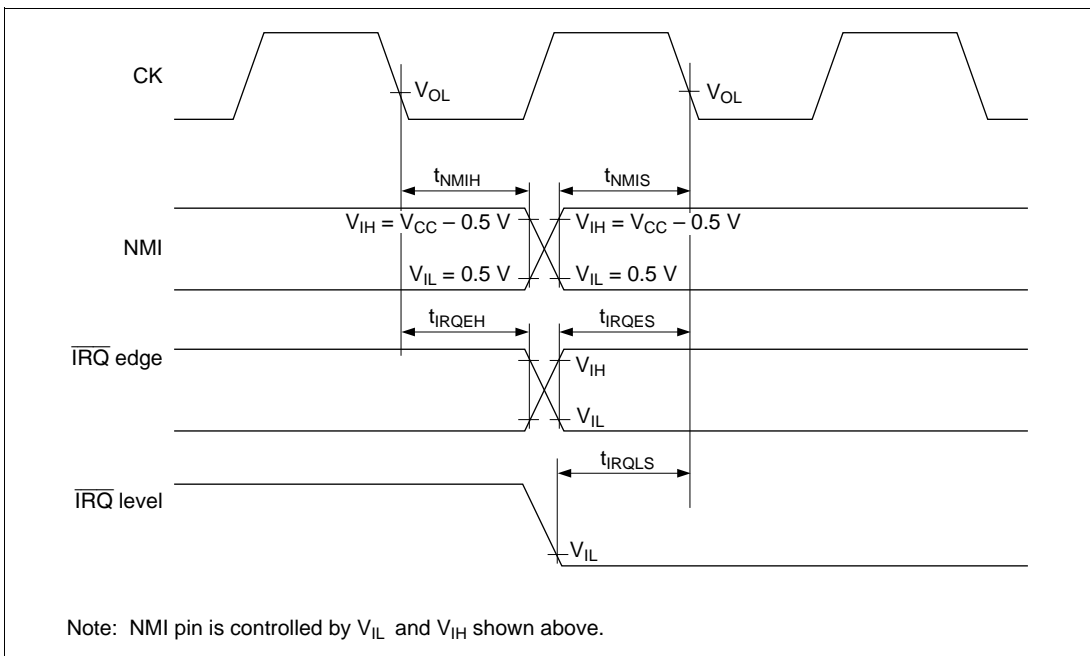 CK
V_OL V_OL
t_NMIH t_NMIS
V_IH = V_CC – 0.5 V V_IH = V_CC – 0.5 V
NMI
V_IL = 0.5 V V_IL = 0.5 V
t_IRQEH t_IRQES
I̅R̅Q̅ edge
V_IH
V_IL
t_IRQLS
I̅R̅Q̅ level
V_IL
Note: NMI pin is controlled by V_IL and V_IH shown above.